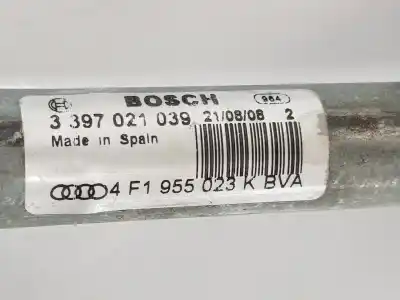 BOSCH 964
3 397 021 039 21/08/08 2
Made in Spain
4 F1 955 023 K BVA